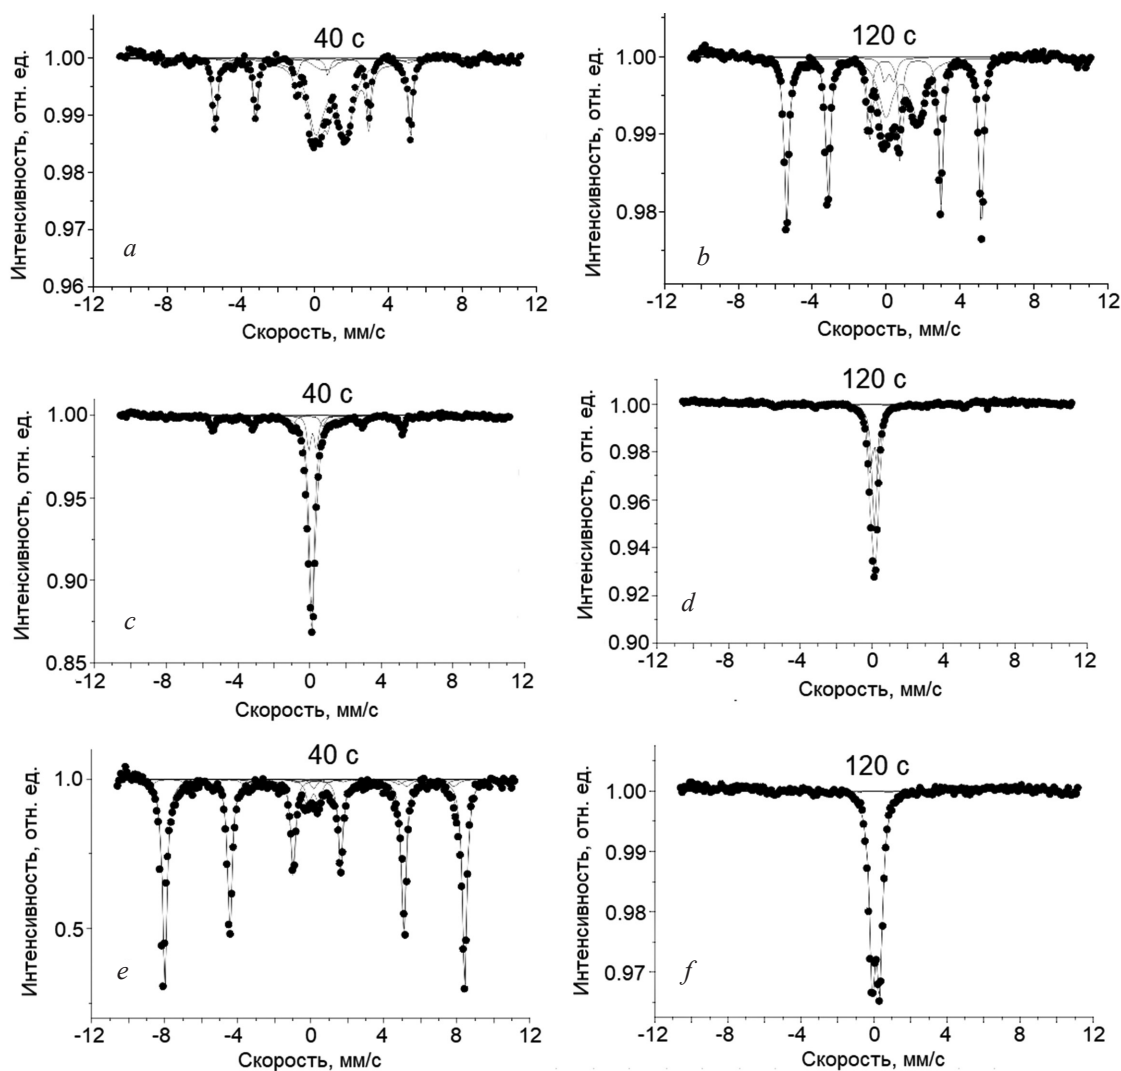 40 с
Интенсивность, отн. ед.
1.00
0.99
0.98
0.97
0.96
a
-12 -8 -4 0 4 8 12
Скорость, мм/с
120 с
Интенсивность, отн. ед.
1.00
0.99
0.98
b
-12 -8 -4 0 4 8 12
Скорость, мм/с
40 с
Интенсивность, отн. ед.
1.00
0.95
0.90
0.85
c
-12 -8 -4 0 4 8 12
Скорость, мм/с
120 с
Интенсивность, отн. ед.
1.00
0.98
0.96
0.94
0.92
0.90
d
-12 -8 -4 0 4 8 12
Скорость, мм/с
40 с
Интенсивность, отн. ед.
1.0
0.5
e
-12 -8 -4 0 4 8 12
Скорость, мм/с
120 с
Интенсивность, отн. ед.
1.00
0.99
0.98
0.97
f
-12 -8 -4 0 4 8 12
Скорость, мм/с